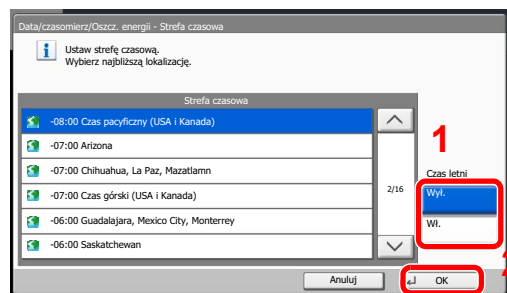 Data/czasomierz/Oszcz. energii - Strefa czasowa
Ustaw strefę czasową.
Wybierz najbliższą lokalizację.
Strefa czasowa
-08:00 Czas pacyficzny (USA i Kanada)
-07:00 Arizona
-07:00 Chihuahua, La Paz, Mazatlamn
-07:00 Czas górski (USA i Kanada)
-06:00 Guadalajara, Mexico City, Monterrey
-06:00 Saskatchewan
2/16
1
Czas letni
Wył.
Wł.
2
Anuluj
OK